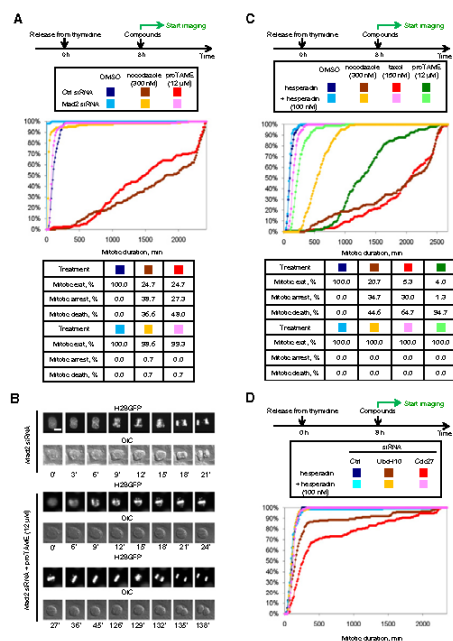 A
Start imaging
Release from thymidine
Compounds
0 h
8 h
Time
DMSO
nocodazole (300 nM)
proTAME (12 µM)
Ctrl siRNA
Mad2 siRNA
100%
90%
80%
70%
60%
50%
40%
30%
20%
10%
0%
0
500
1000
1500
2000
Mitotic duration, min
Treatment
Mitotic exit, % 100.0 24.7 24.7
Mitotic arrest, % 0.0 38.7 27.3
Mitotic death, % 0.0 36.6 48.0
Treatment
Mitotic exit, % 100.0 98.6 99.3
Mitotic arrest, % 0.0 0.7 0.0
Mitotic death, % 0.0 0.7 0.7
B
H2BGFP
DIC
Mad2 siRNA
0' 3' 6' 9' 12' 15' 18' 21'
H2BGFP
DIC
0' 6' 9' 12' 15' 18' 21' 24'
Mad2 siRNA + proTAME (12 µM)
H2BGFP
DIC
27' 36' 45' 126' 129' 132' 135' 138'
C
Start imaging
Release from thymidine
Compounds
0 h
8 h
Time
DMSO
nocodazole (300 nM)
taxol (150 nM)
proTAME (12 µM)
- hesperadin
+ hesperadin (100 nM)
100%
90%
80%
70%
60%
50%
40%
30%
20%
10%
0%
0
500
1000
1500
2000
2500
Mitotic duration, min
Treatment
Mitotic exit, % 100.0 20.7 5.3 4.0
Mitotic arrest, % 0.0 34.7 30.0 1.3
Mitotic death, % 0.0 44.6 64.7 94.7
Treatment
Mitotic exit, % 100.0 100.0 100.0 100.0
Mitotic arrest, % 0.0 0.0 0.0 0.0
Mitotic death, % 0.0 0.0 0.0 0.0
D
Start imaging
Release from thymidine
Compounds
0 h
8 h
Time
siRNA
Ctrl
UbcH10
Cdc27
- hesperadin
+ hesperadin (100 nM)
100%
90%
80%
70%
60%
50%
40%
30%
20%
10%
0%
0
500
1000
1500
2000
Mitotic duration, min